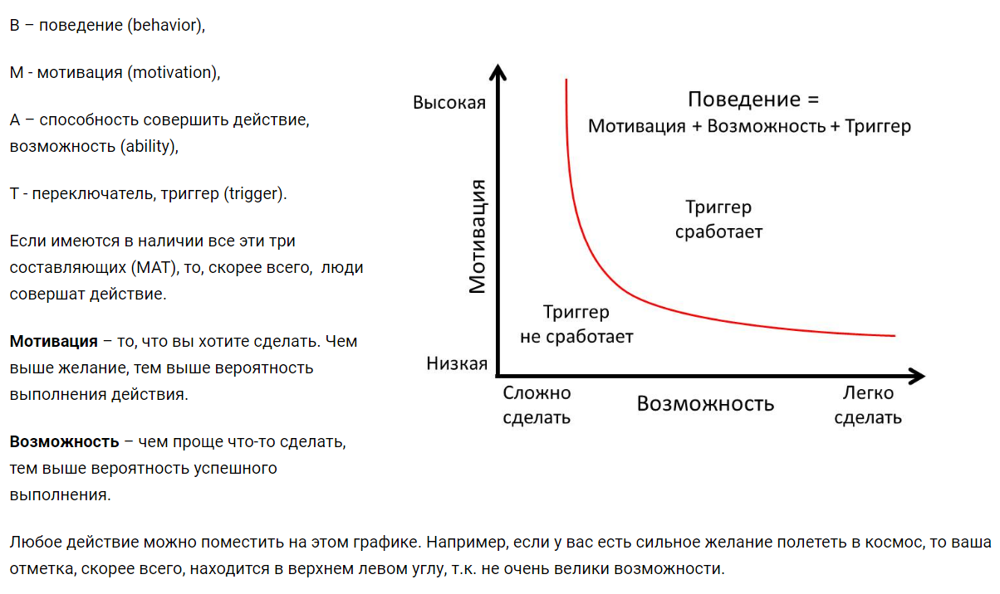 B – поведение (behavior),
M - мотивация (motivation),
A – способность совершить действие,
возможность (ability),
T - переключатель, триггер (trigger).
Если имеются в наличии все эти три
составляющих (MAT), то, скорее всего,  люди
совершат действие.
Мотивация – то, что вы хотите сделать. Чем
выше желание, тем выше вероятность
выполнения действия.
Возможность – чем проще что-то сделать,
тем выше вероятность успешного
выполнения.
Высокая
Поведение =
Мотивация + Возможность + Триггер
Мотивация
Триггер
сработает
Триггер
не сработает
Низкая
Сложно
сделать
Возможность
Легко
сделать
Любое действие можно поместить на этом графике. Например, если у вас есть сильное желание полететь в космос, то ваша
отметка, скорее всего, находится в верхнем левом углу, т.к. не очень велики возможности.